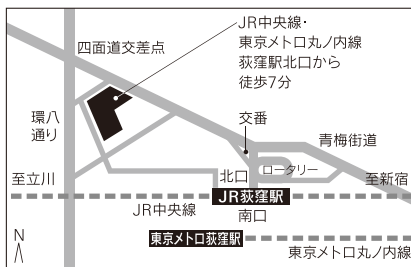 JR中央線・
東京メトロ丸ノ内線
荻窪駅北口から
徒歩7分
四面道交差点
環八
通り
交番
青梅街道
北口
ロータリー
至立川
至新宿
JR荻窪駅
JR中央線
南口
N
東京メトロ荻窪駅
東京メトロ丸ノ内線